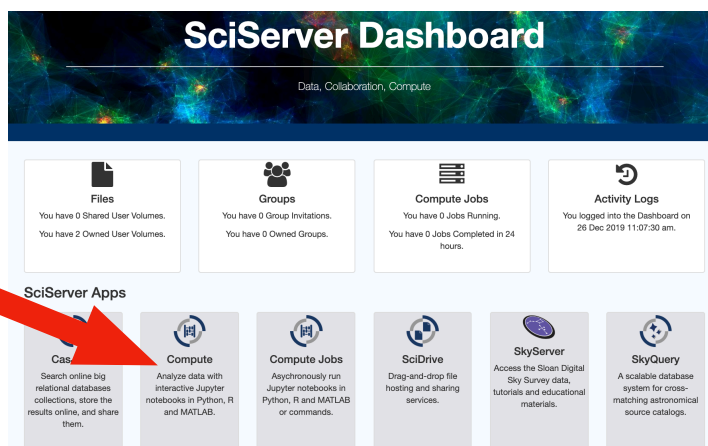 SciServer Dashboard
Data, Collaboration, Compute
Files
You have 0 Shared User Volumes.
You have 2 Owned User Volumes.
Groups
You have 0 Group Invitations.
You have 0 Owned Groups.
Compute Jobs
You have 0 Jobs Running.
You have 0 Jobs Completed in 24
hours.
Activity Logs
You logged into the Dashboard on
26 Dec 2019 11:07:30 am.
SciServer Apps
Search online big
relational databases
collections, store the
results online, and share
them.
Compute
Analyze data with
interactive Jupyter
notebooks in Python, R
and MATLAB.
Compute Jobs
Asychronously run
Jupyter notebooks in
Python, R and MATLAB
or commands.
SciDrive
Drag-and-drop file
hosting and sharing
services.
SkyServer
Access the Sloan Digital
Sky Survey data,
tutorials and educational
materials.
SkyQuery
A scalable database
system for cross-
matching astronomical
source catalogs.